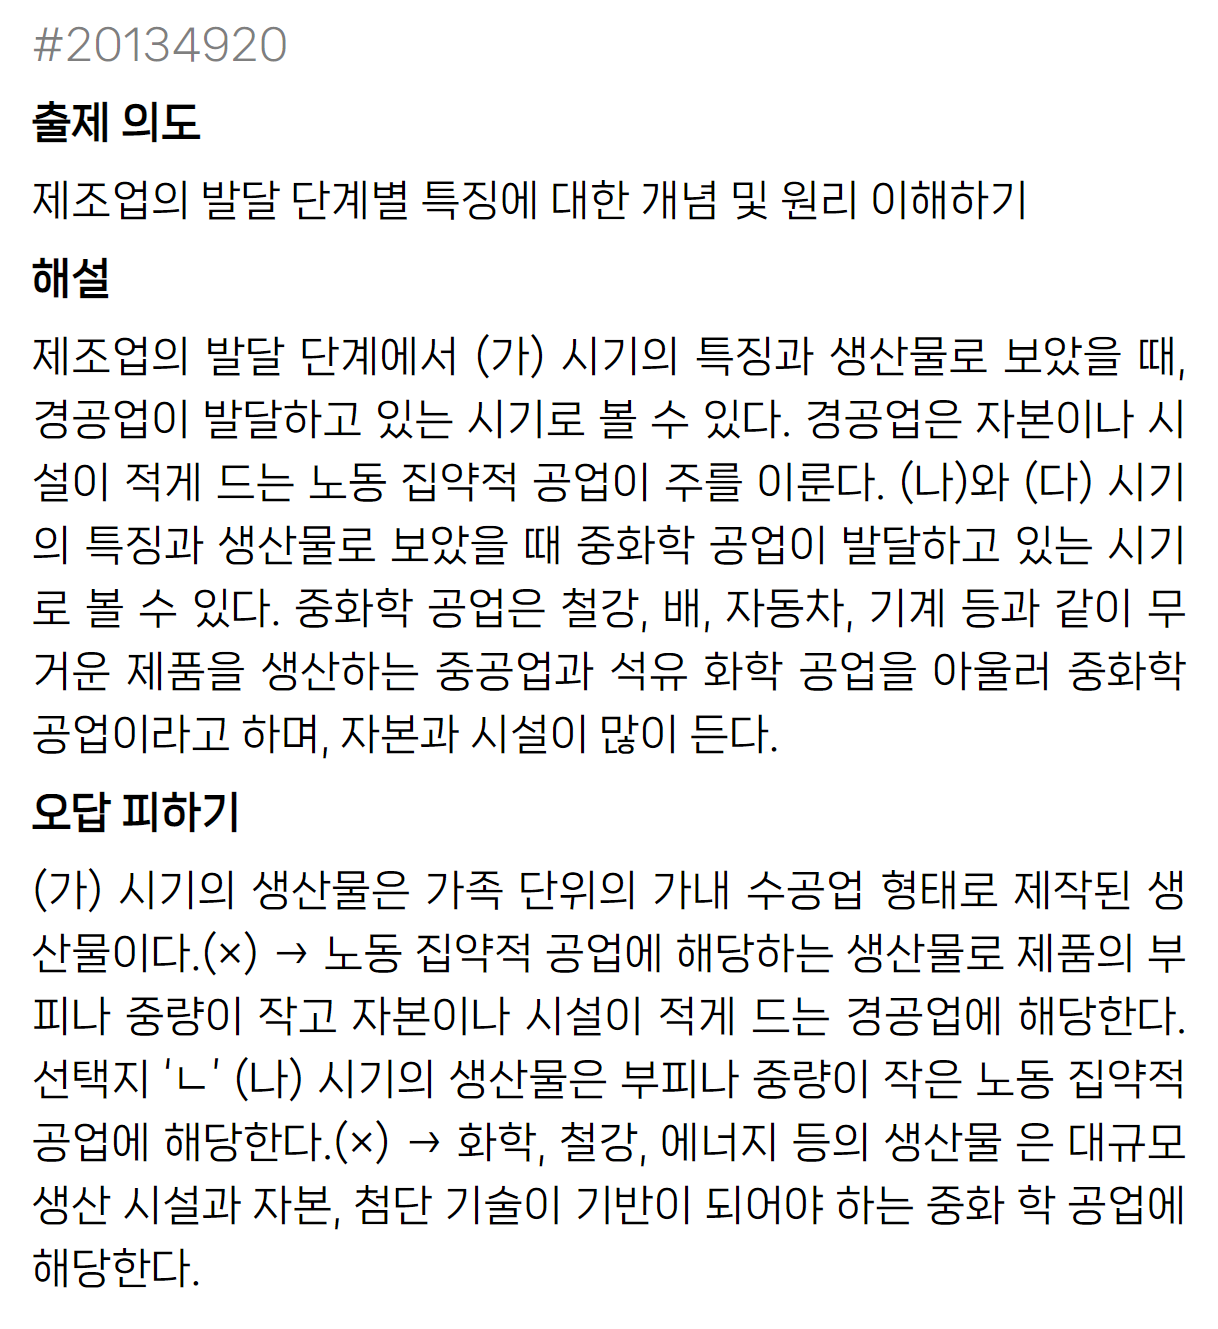 #20134920
출제 의도
제조업의 발달 단계별 특징에 대한 개념 및 원리 이해하기
해설
제조업의 발달 단계에서 (가) 시기의 특징과 생산물로 보았을 때,
경공업이 발달하고 있는 시기로 볼 수 있다. 경공업은 자본이나 시
설이 적게 드는 노동 집약적 공업이 주를 이룬다. (나)와 (다) 시기
의 특징과 생산물로 보았을 때 중화학 공업이 발달하고 있는 시기
로 볼 수 있다. 중화학 공업은 철강, 배, 자동차, 기계 등과 같이 무
거운 제품을 생산하는 중공업과 석유 화학 공업을 아울러 중화학
공업이라고 하며, 자본과 시설이 많이 든다.
오답 피하기
(가) 시기의 생산물은 가족 단위의 가내 수공업 형태로 제작된 생
산물이다.(×) → 노동 집약적 공업에 해당하는 생산물로 제품의 부
피나 중량이 작고 자본이나 시설이 적게 드는 경공업에 해당한다.
선택지 ‘ㄴ’ (나) 시기의 생산물은 부피나 중량이 작은 노동 집약적
공업에 해당한다.(×) → 화학, 철강, 에너지 등의 생산물 은 대규모
생산 시설과 자본, 첨단 기술이 기반이 되어야 하는 중화 학 공업에
해당한다.